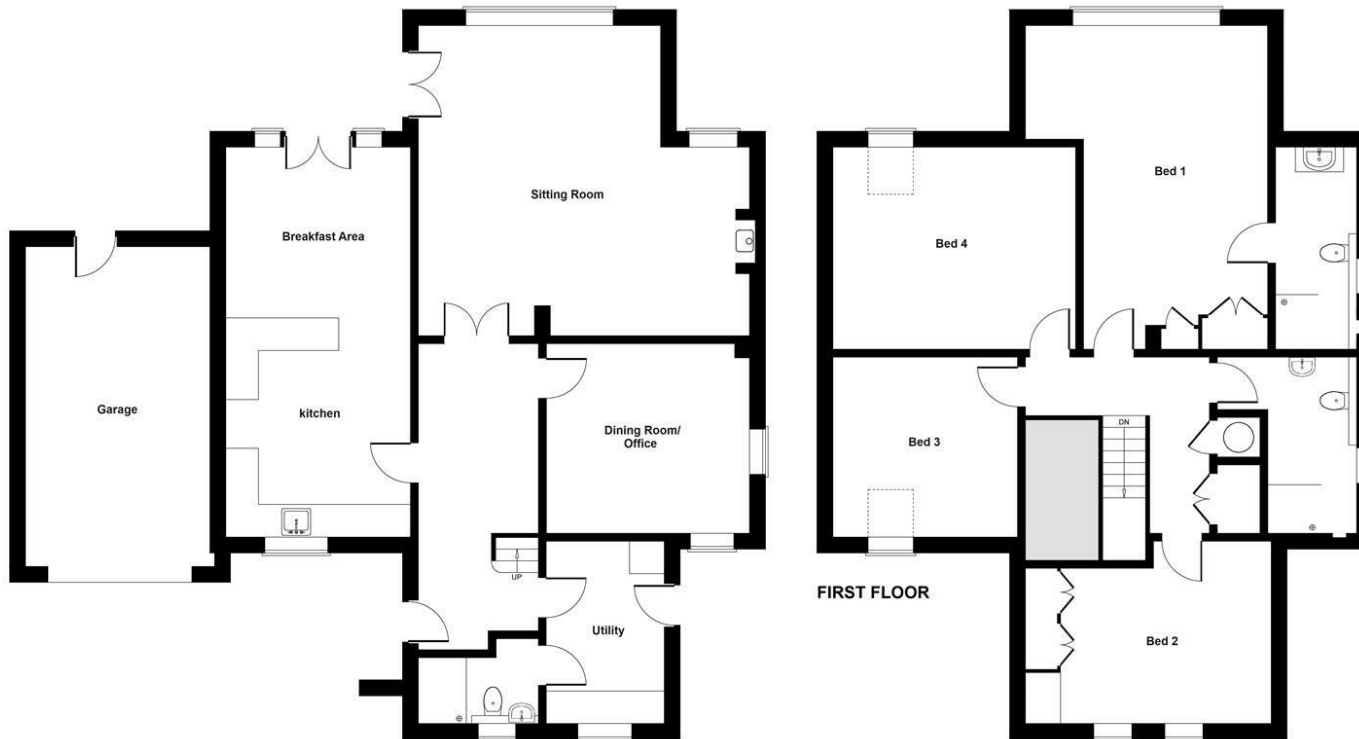 Sitting Room
Breakfast Area
Garage
kitchen
Dining Room/
Office
UP
Utility
Bed 1
Bed 4
Bed 3
DN
FIRST FLOOR
Bed 2